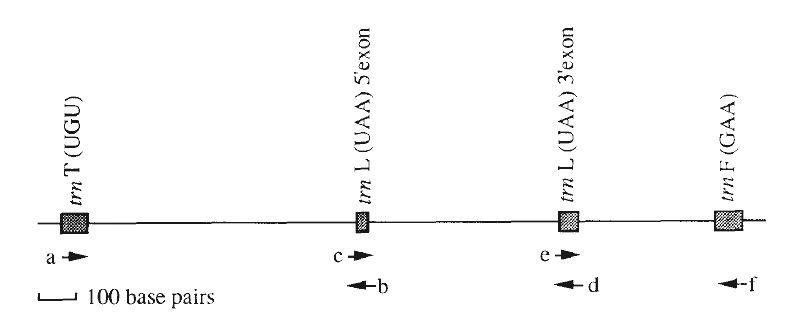 trn T (UGU)
trn L (UAA) 5'exon
trn L (UAA) 3'exon
trn F (GAA)
a
c
e
b
d
f
100 base pairs